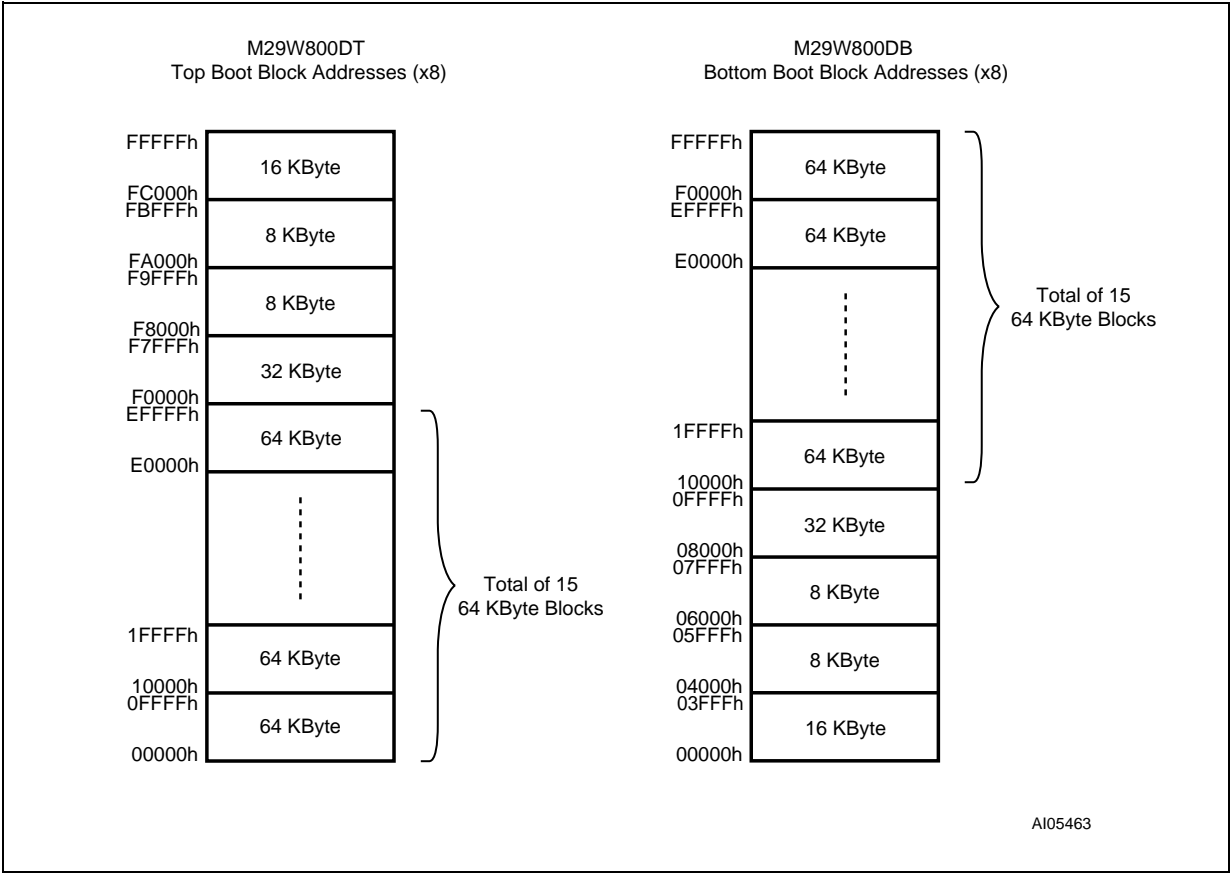 M29W800DT
Top Boot Block Addresses (x8)
FFFFFh
16 KByte
FC000h
FBFFFh
8 KByte
FA000h
F9FFFh
8 KByte
F8000h
F7FFFh
32 KByte
F0000h
EFFFFh
64 KByte
E0000h
Total of 15
64 KByte Blocks
1FFFFh
64 KByte
10000h
0FFFFh
64 KByte
00000h
M29W800DB
Bottom Boot Block Addresses (x8)
FFFFFh
64 KByte
F0000h
EFFFFh
64 KByte
E0000h
Total of 15
64 KByte Blocks
1FFFFh
64 KByte
10000h
0FFFFh
32 KByte
08000h
07FFFh
8 KByte
06000h
05FFFh
8 KByte
04000h
03FFFh
16 KByte
00000h
AI05463